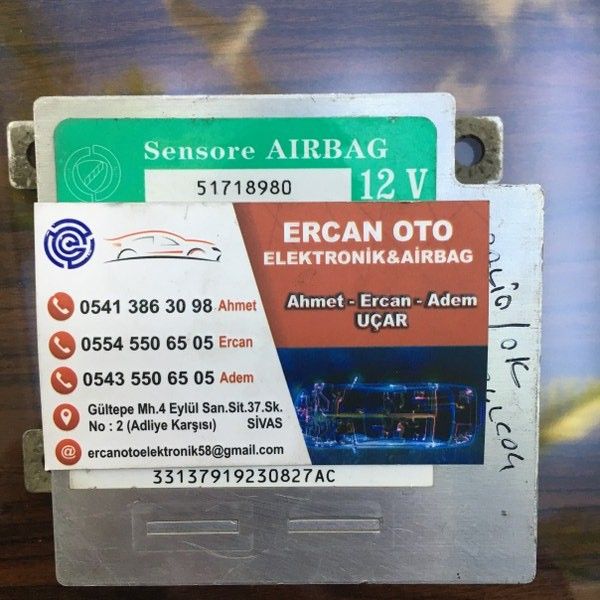 Sensore AIRBAG
51718980
12 V
ERCAN OTO
ELEKTRONİK&AİRBAG
Ahmet - Ercan - Adem
UÇAR
0541 386 30 98 Ahmet
0554 550 65 05 Ercan
0543 550 65 05 Adem
Gültepe Mh.4 Eylül San.Sit.37.Sk.
No : 2 (Adliye Karşısı) SİVAS
ercanotoelektronik58@gmail.com
33137919230827AC
OK